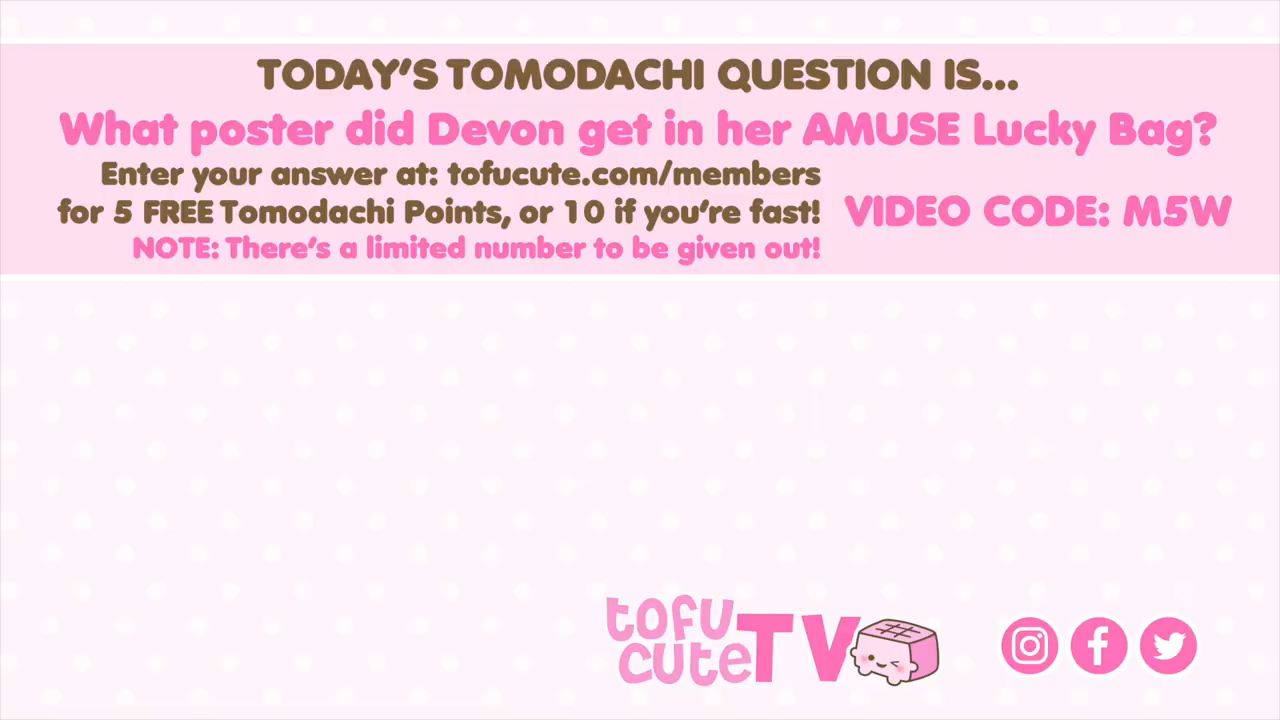 TODAY'S TOMODACHI QUESTION IS...
What poster did Devon get in her AMUSE Lucky Bag?
Enter your answer at: tofucute.com/members
for 5 FREE Tomodachi Points, or 10 if you're fast!
NOTE: There's a limited number to be given out!
VIDEO CODE: M5W
tofu
cute TV